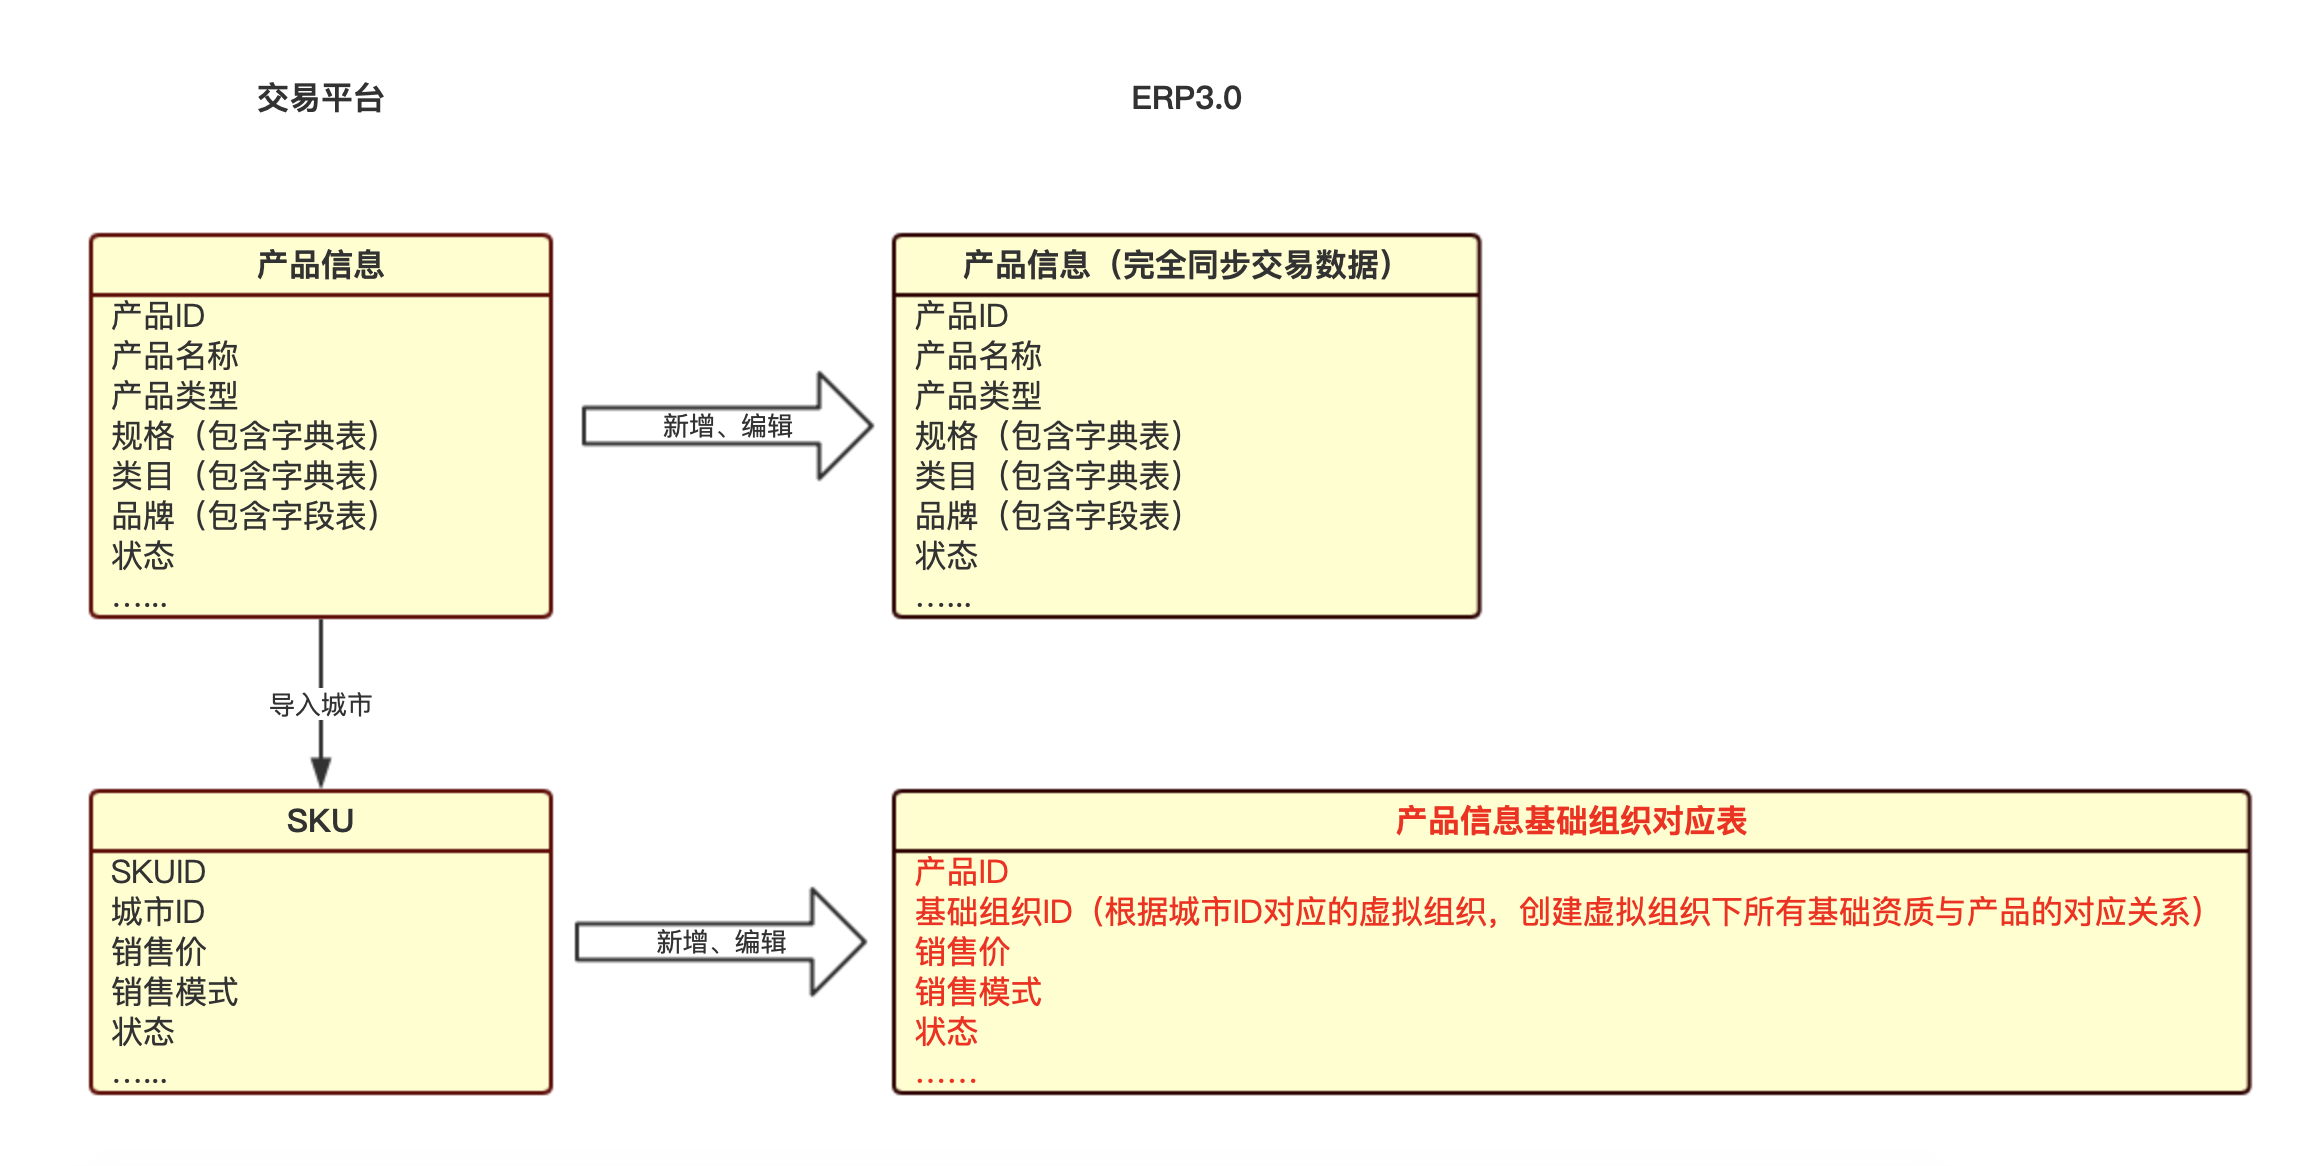 交易平台
ERP3.0
产品信息
产品ID
产品名称
产品类型
规格（包含字典表）
类目（包含字典表）
品牌（包含字段表）
状态
…...
新增、编辑
产品信息（完全同步交易数据）
产品ID
产品名称
产品类型
规格（包含字典表）
类目（包含字典表）
品牌（包含字段表）
状态
…...
导入城市
SKU
SKUID
城市ID
销售价
销售模式
状态
…...
新增、编辑
产品信息基础组织对应表
产品ID
基础组织ID（根据城市ID对应的虚拟组织，创建虚拟组织下所有基础资质与产品的对应关系）
销售价
销售模式
状态
……